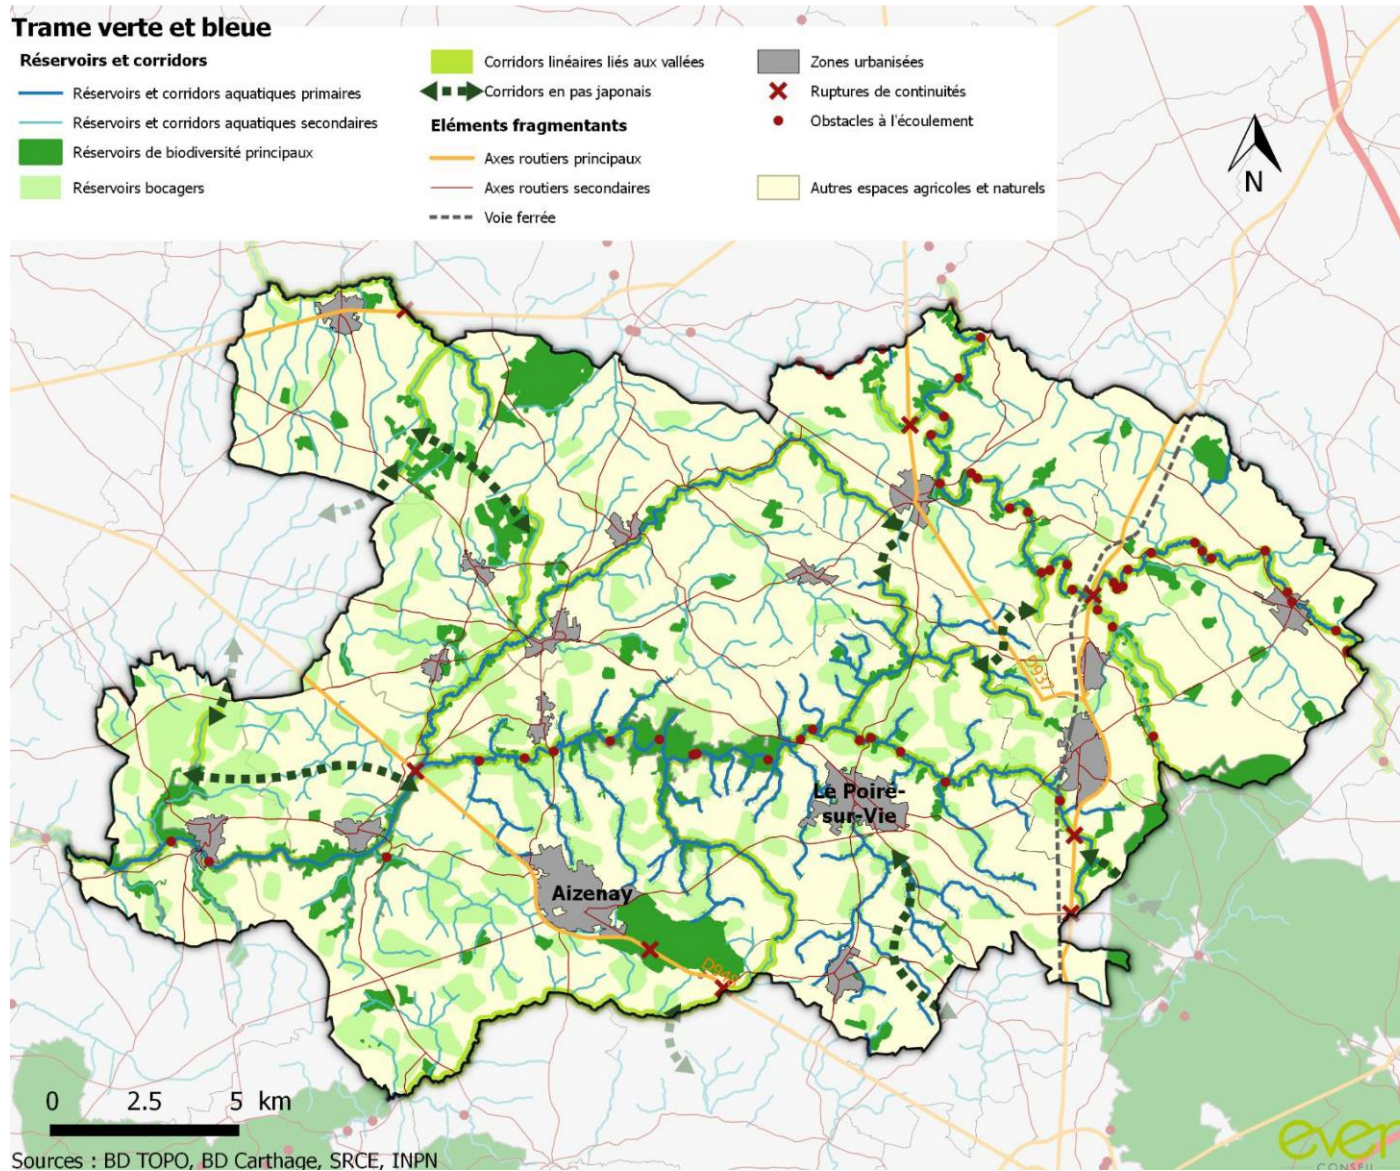 Trame verte et bleue
Réservoirs et corridors
Réservoirs et corridors aquatiques primaires
Réservoirs et corridors aquatiques secondaires
Réservoirs de biodiversité principaux
Réservoirs bocagers
Corridors linéaires liés aux vallées
Corridors en pas japonais
Eléments fragmentants
Axes routiers principaux
Axes routiers secondaires
Voie ferrée
Zones urbanisées
Ruptures de continuités
Obstacles à l'écoulement
Autres espaces agricoles et naturels
N
D937
Le Poiré-
sur-Vie
Aizenay
0 2.5 5 km
Sources : BD TOPO, BD Carthage, SRCE, INPN
ever
CONSEIL